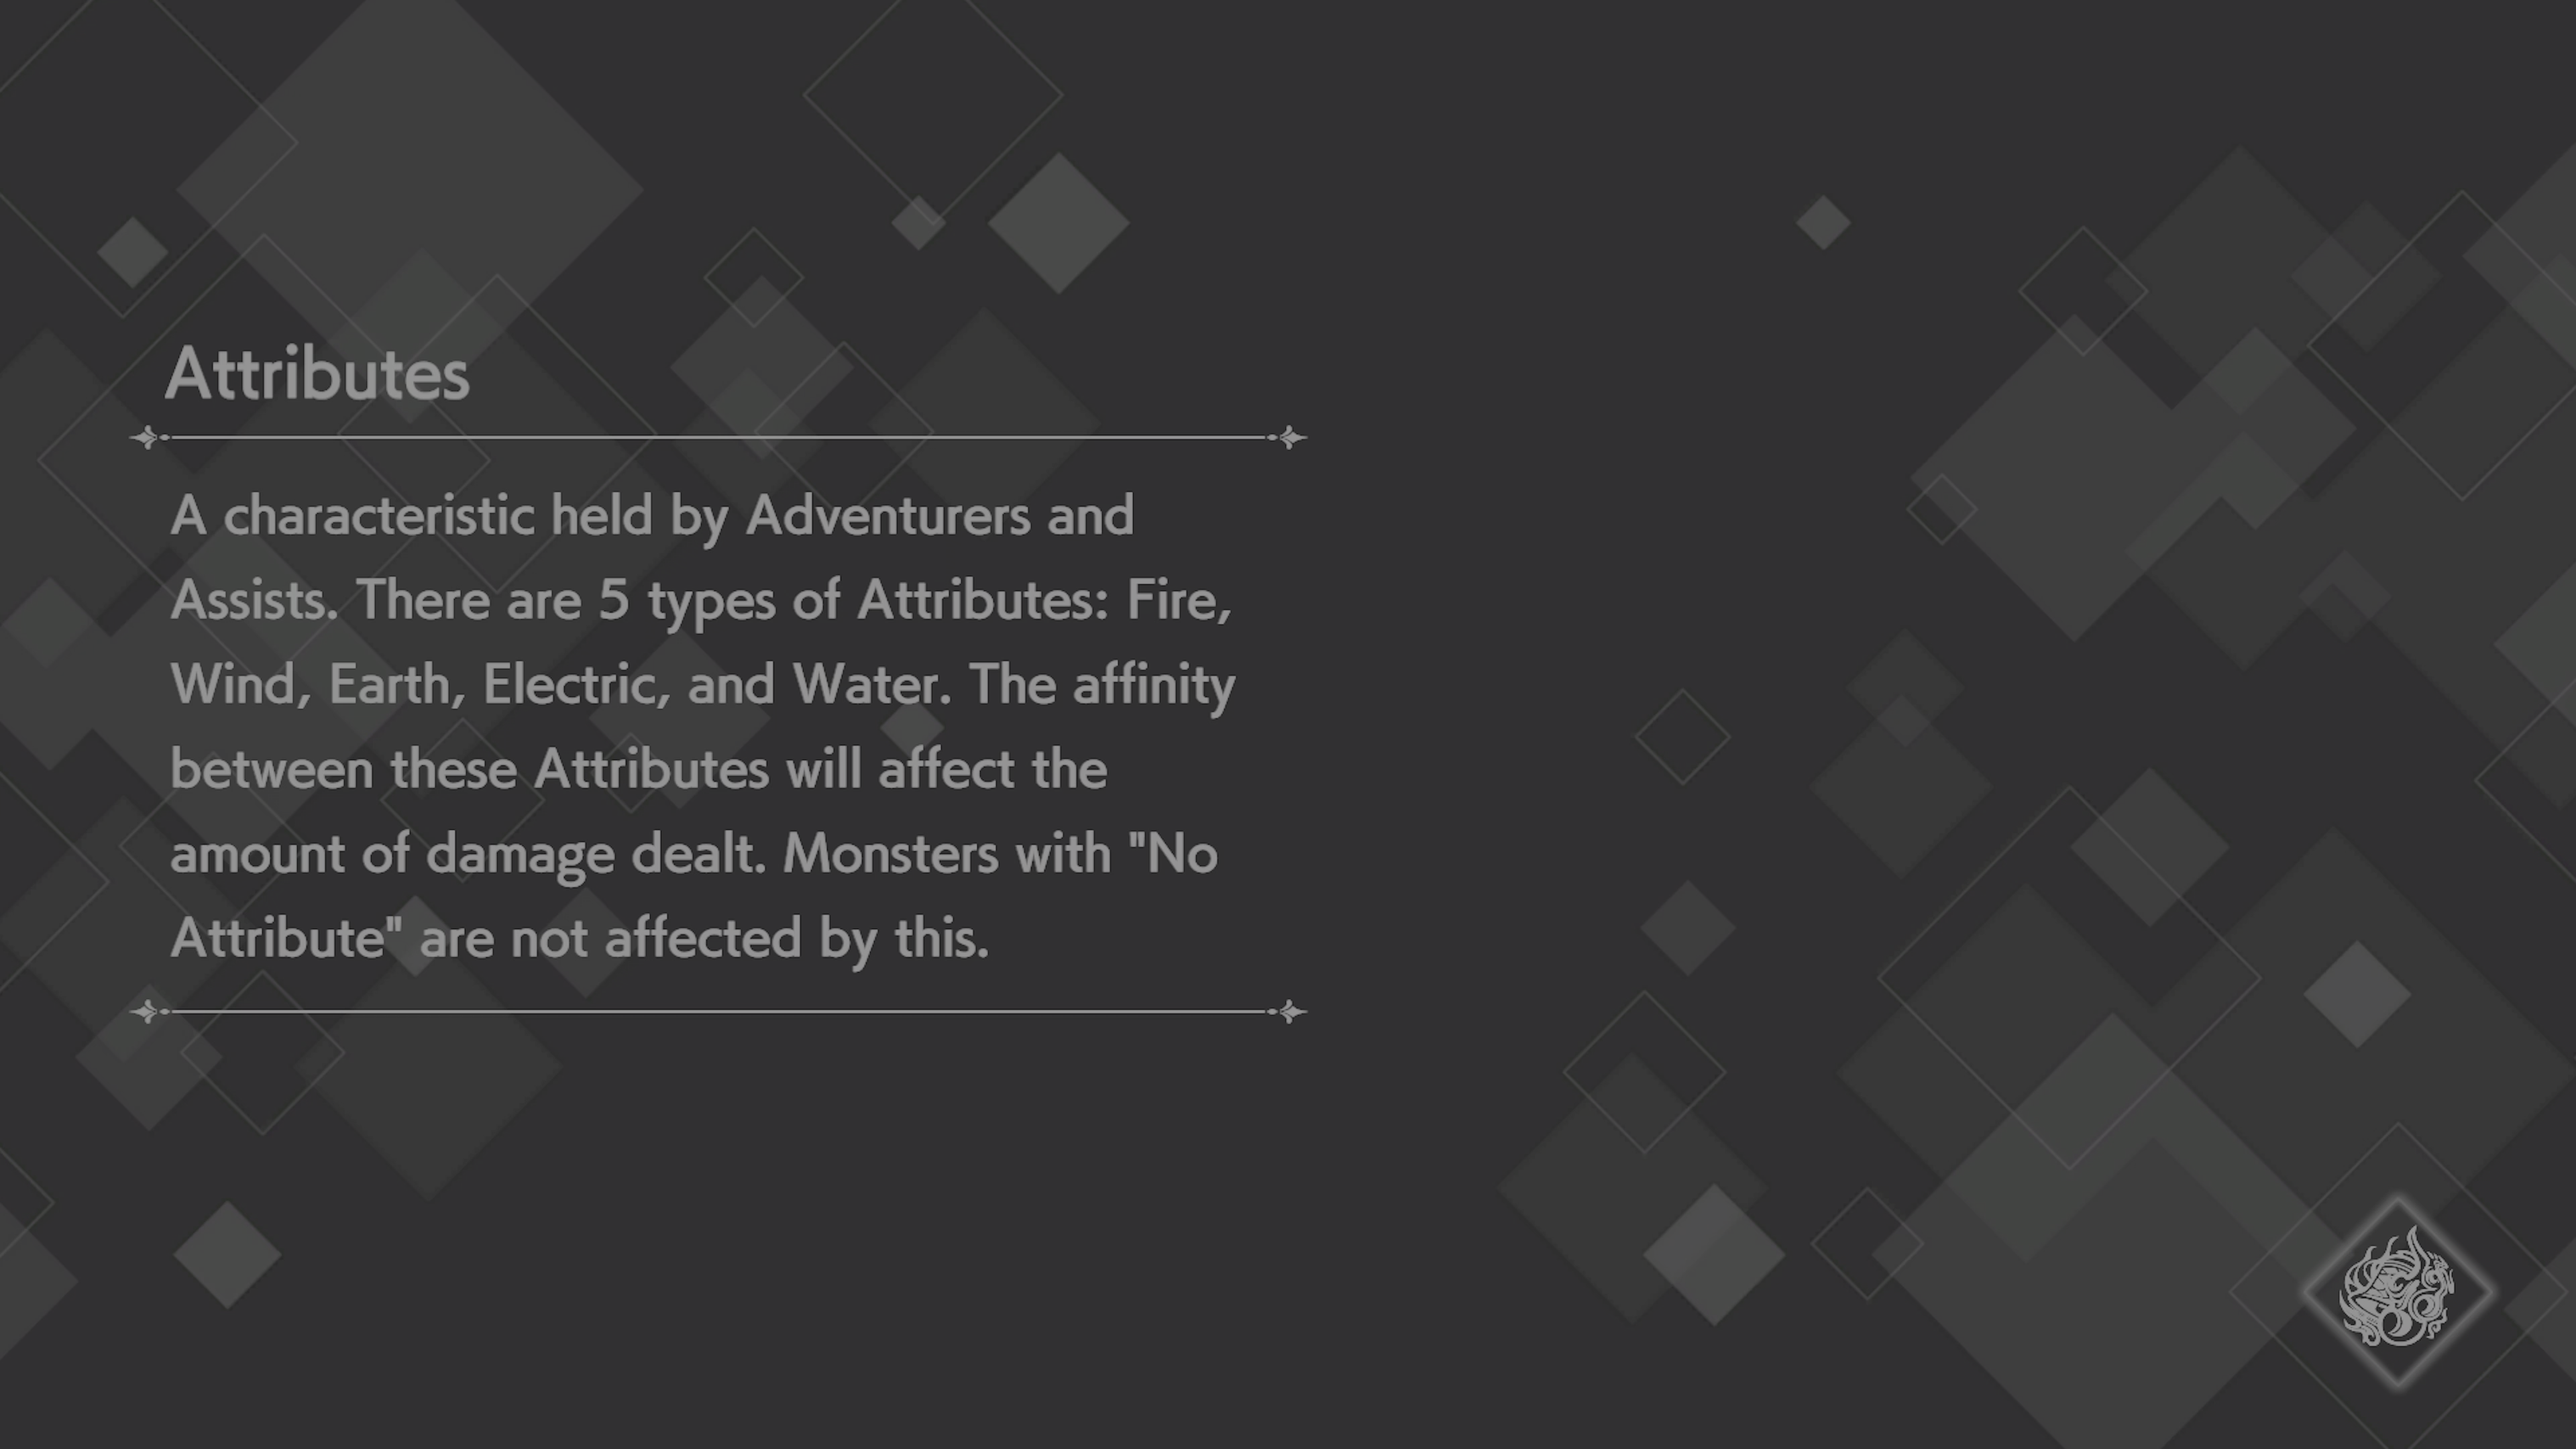 Attributes
A characteristic held by Adventurers and
Assists. There are 5 types of Attributes: Fire,
Wind, Earth, Electric, and Water. The affinity
between these Attributes will affect the
amount of damage dealt. Monsters with "No
Attribute" are not affected by this.